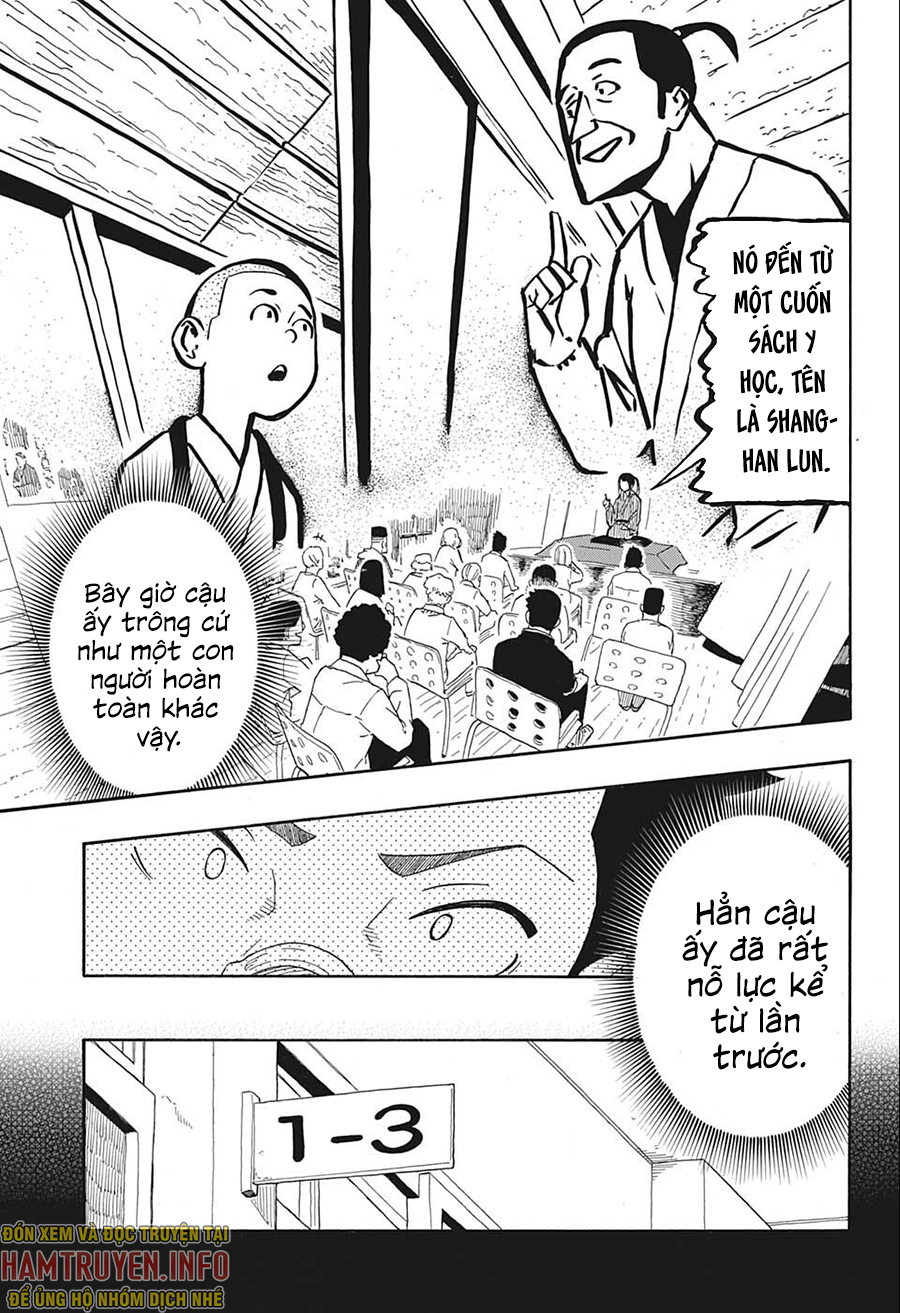 NÓ ĐẾN TỪ
MỘT CUỐN
SÁCH Y
HỌC, TÊN
LÀ SHANG-
HAN LUN.
Bây giờ cậu
ấy trông cứ
như một con
người hoàn
toàn khác
vậy.
Hẳn cậu
ấy đã rất
nỗ lực kể
từ lần
trước.
1-3
ĐÓN XEM VÀ ĐỌC TRUYỆN TẠI
HAMTRUYEN.INFO
ĐỂ ỦNG HỘ NHÓM DỊCH NHÉ